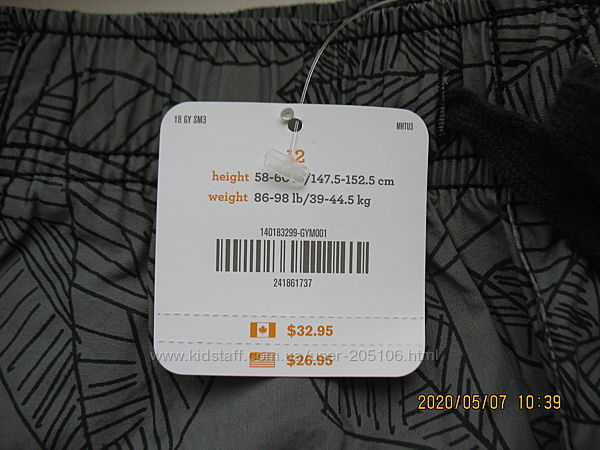 18 GY SM3
MHTU3
12
height 58-60 in/147.5-152.5 cm
weight 86-98 lb/39-44.5 kg
140183299-GYM001
241861737
$32.95
www.kidstaff.com.ua/user-205106.html
$26.95
2020/05/07 10:39